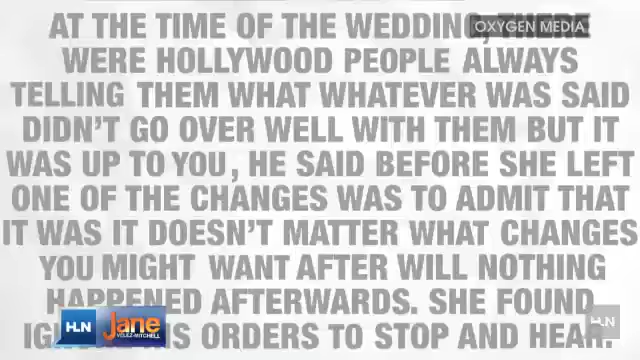 AT THE TIME OF THE WEDDING, THERE
OXYGEN MEDIA
WERE HOLLYWOOD PEOPLE ALWAYS
TELLING THEM WHAT WHATEVER WAS SAID
DIDN'T GO OVER WELL WITH THEM BUT IT
WAS UP TO YOU, HE SAID BEFORE SHE LEFT
ONE OF THE CHANGES WAS TO ADMIT THAT
IT WAS IT DOESN'T MATTER WHAT CHANGES
YOU MIGHT WANT AFTER WILL NOTHING
HAPPENED AFTERWARDS. SHE FOUND
ORDERS TO STOP AND HEAR.
HLN
Jane
VELEZ-MITCHELL
HLN